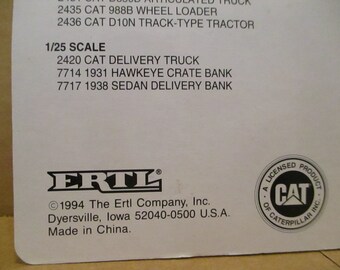 ARTICULATED TRUCK
2435 CAT 988B WHEEL LOADER
2436 CAT D10N TRACK-TYPE TRACTOR
1/25 SCALE
2420 CAT DELIVERY TRUCK
7714 1931 HAWKEYE CRATE BANK
7717 1938 SEDAN DELIVERY BANK
ERTL®
©1994 The Ertl Company, Inc.
Dyersville, Iowa 52040-0500 U.S.A.
Made in China.
A LICENSED PRODUCT
CAT
OF CATERPILLAR INC.